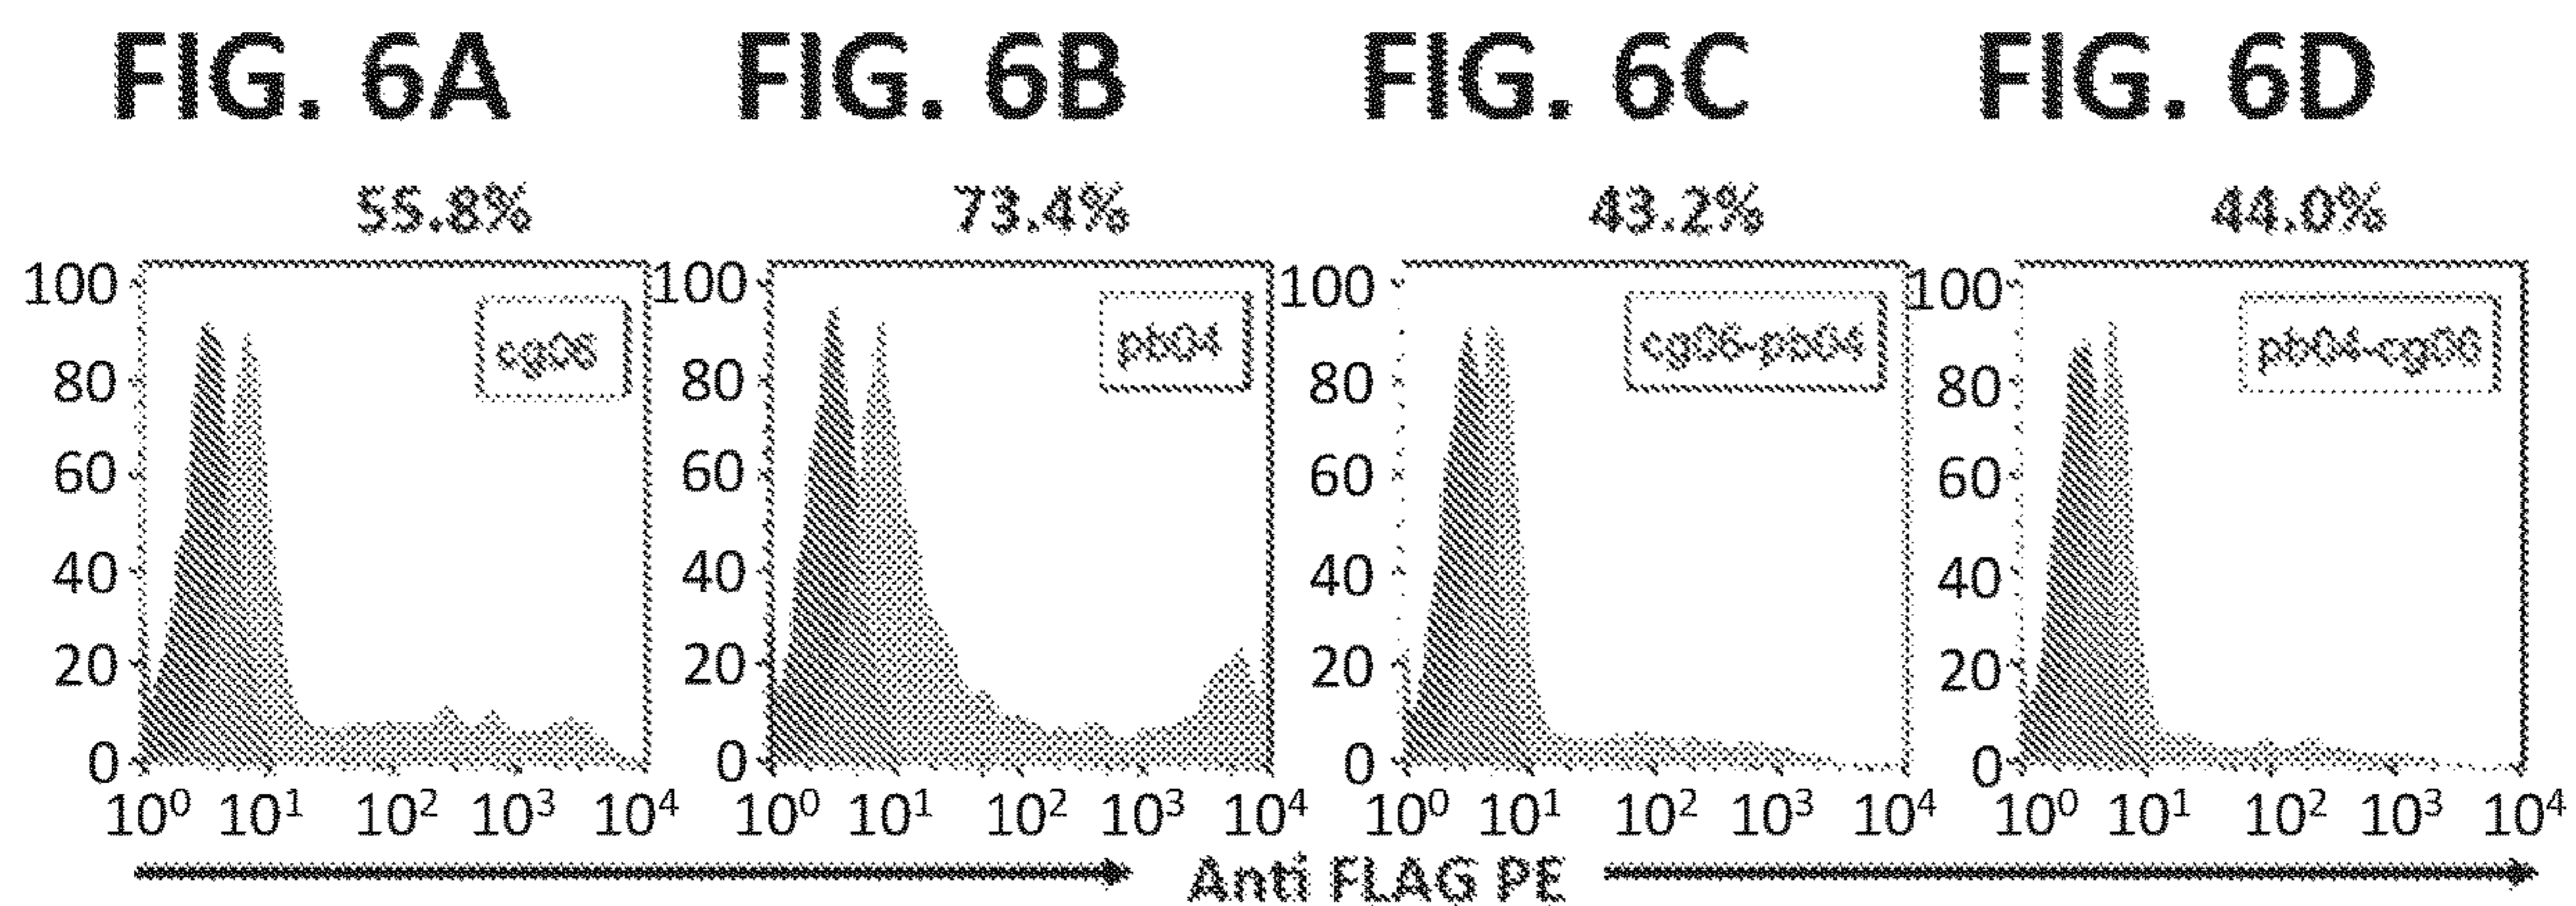 FIG. 6A FIG. 6B FIG. 6C FIG. 6D
55.8% 73.4% 43.2% 44.0%
100 100 100 100
cg06 pb04 cg06-pb04 pb04-cg06
80 80 80 80
60 60 60 60
40 40 40 40
20 20 20 20
0 0 0 0
10⁰ 10¹ 10² 10³ 10⁴ 10⁰ 10¹ 10² 10³ 10⁴ 10⁰ 10¹ 10² 10³ 10⁴ 10⁰ 10¹ 10² 10³ 10⁴
Anti FLAG PE